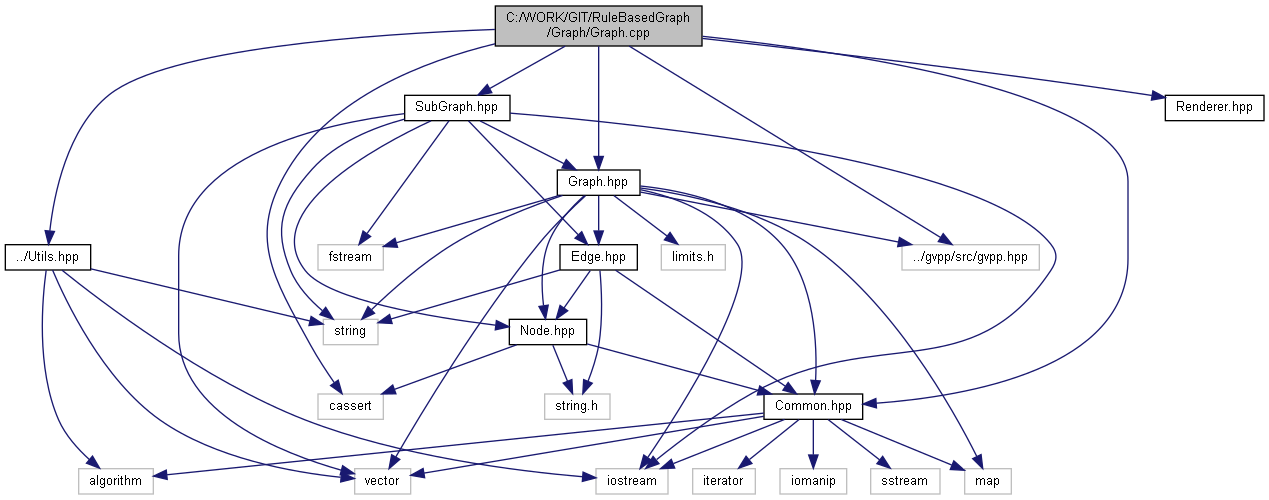 C:/WORK/GIT/RuleBasedGraph
/Graph/Graph.cpp
SubGraph.hpp
Renderer.hpp
Graph.hpp
../Utils.hpp
fstream
Edge.hpp
limits.h
../gvpp/src/gvpp.hpp
string
Node.hpp
cassert
string.h
Common.hpp
algorithm
vector
iostream
iterator
iomanip
sstream
map